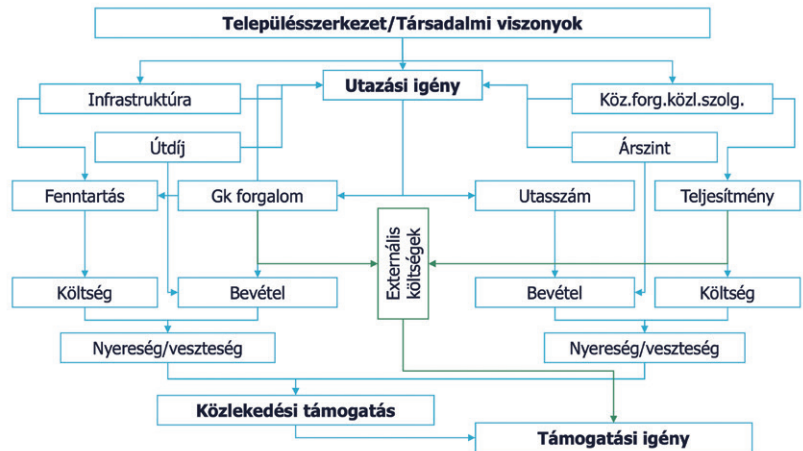 Településszerkezet/Társadalmi viszonyok
Infrastruktúra
Utazási igény
Köz.forg.közl.szolg.
Útdíj
Árszint
Fenntartás
Gk forgalom
Utasszám
Teljesítmény
Externális
költségek
Költség
Bevétel
Bevétel
Költség
Nyereség/veszteség
Nyereség/veszteség
Közlekedési támogatás
Támogatási igény